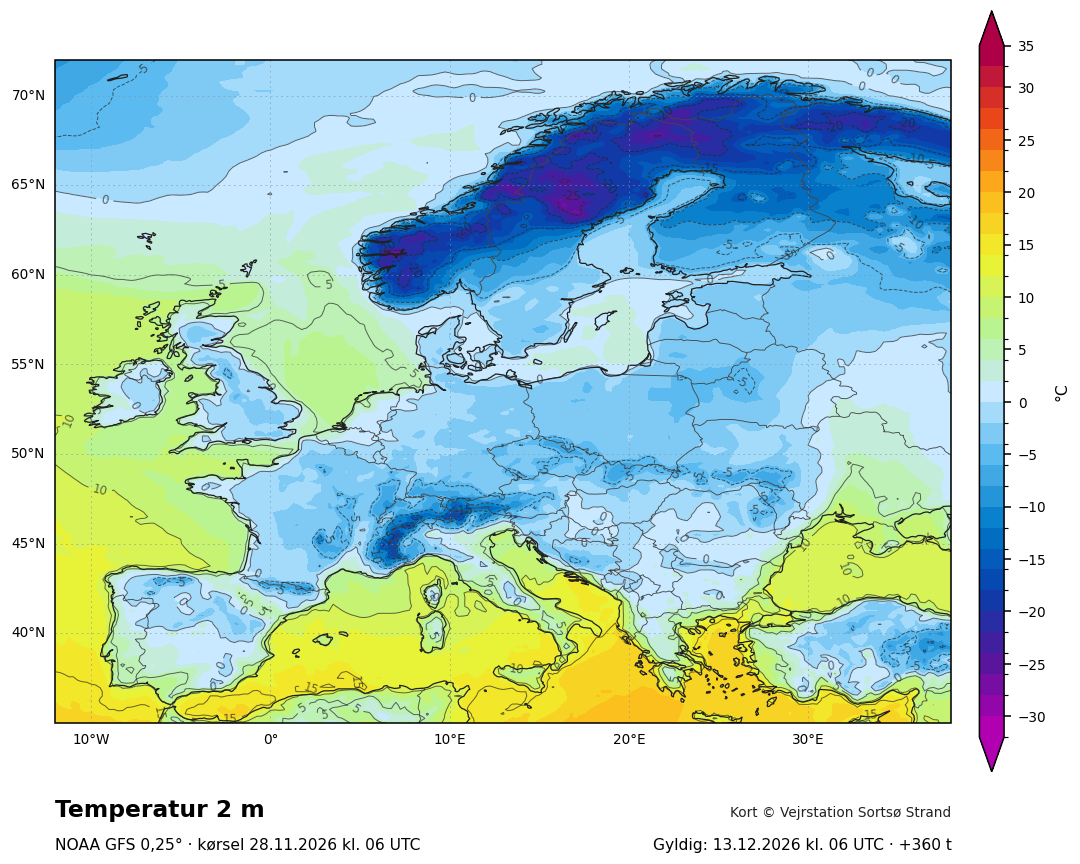 70°N
65°N
60°N
55°N
50°N
45°N
40°N
10°W
0°
10°E
20°E
30°E
35
30
25
20
15
10
5
0
−5
−10
−15
−20
−25
−30
°C
Temperatur 2 m
Kort © Vejrstation Sortsø Strand
NOAA GFS 0,25° · kørsel 28.11.2026 kl. 06 UTC
Gyldig: 13.12.2026 kl. 06 UTC · +360 t